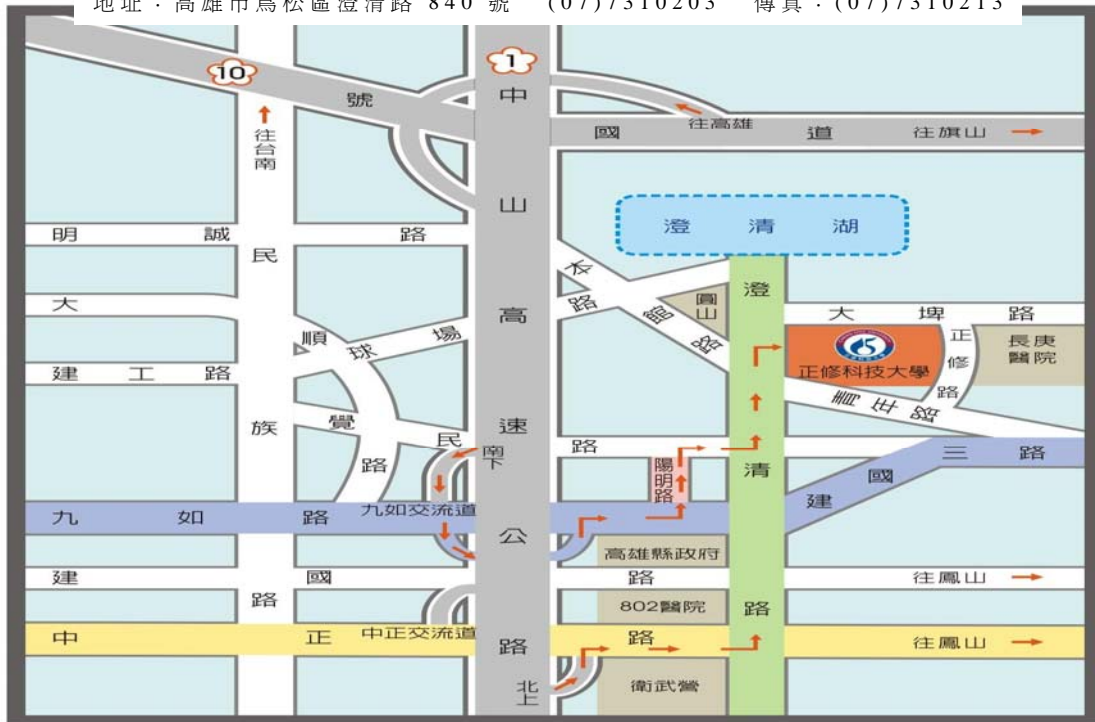 地址：高雄市鳥松區澄清路 840 號 (07)7310203 傳真：(07)7310213
10
1
號
中
國
往高雄
道
往旗山
往台南
山
澄清湖
明誠路
民
本館路
高
大
順
球場路
圓山
澄
大埤路
正修科技大學
正修路
長庚醫院
建工路
速
族
覺民路
路
南下
青年路
陽明路
清
建國三路
九如路
九如交流道
公
高雄縣政府
建國路
往鳳山
路
802醫院
路
中正路
中正交流道
路
往鳳山
北上
衛武營